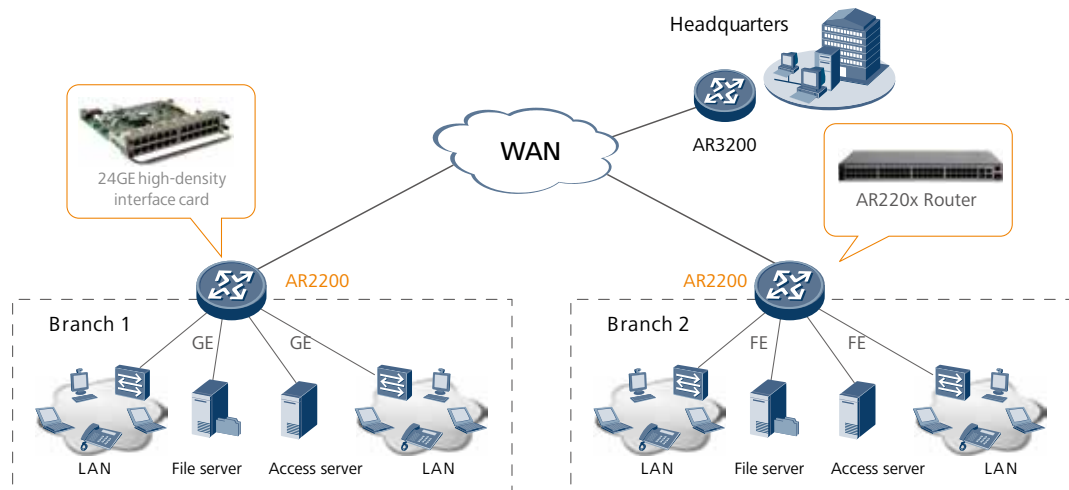 Headquarters
AR3200
WAN
24GE high-density
interface card
AR220x Router
AR2200
AR2200
Branch 1
GE
GE
LAN
File server
Access server
LAN
Branch 2
FE
FE
LAN
File server
Access server
LAN